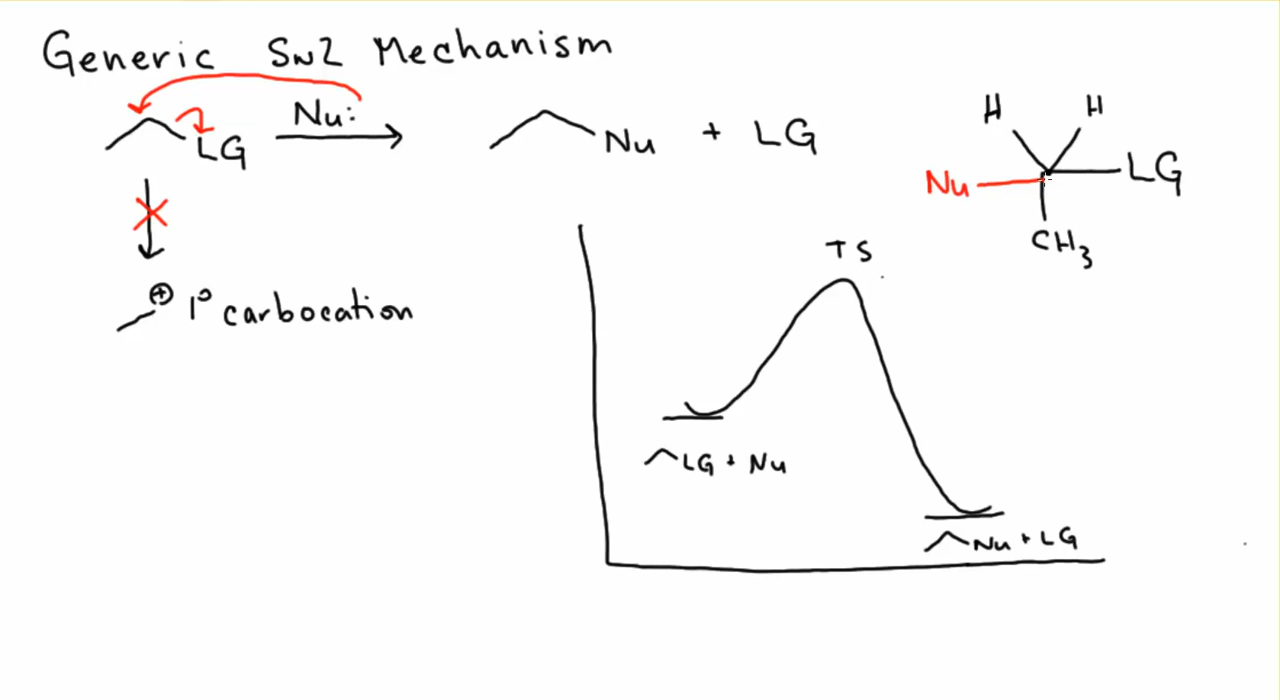 Generic SN2 Mechanism
LG Nu: Nu + LG
H H
Nu LG
CH3
⊕ 1° carbocation
TS
LG + Nu
Nu + LG